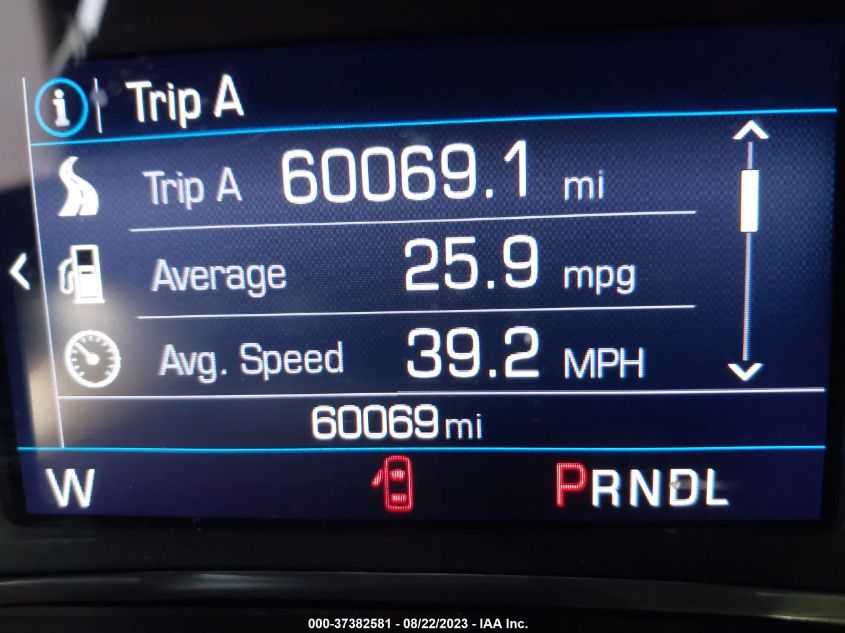 i Trip A
Trip A 60069.1 mi
Average 25.9 mpg
Avg. Speed 39.2 MPH
60069 mi
W PRNDL
000-37382581 - 08/22/2023 - IAA Inc.